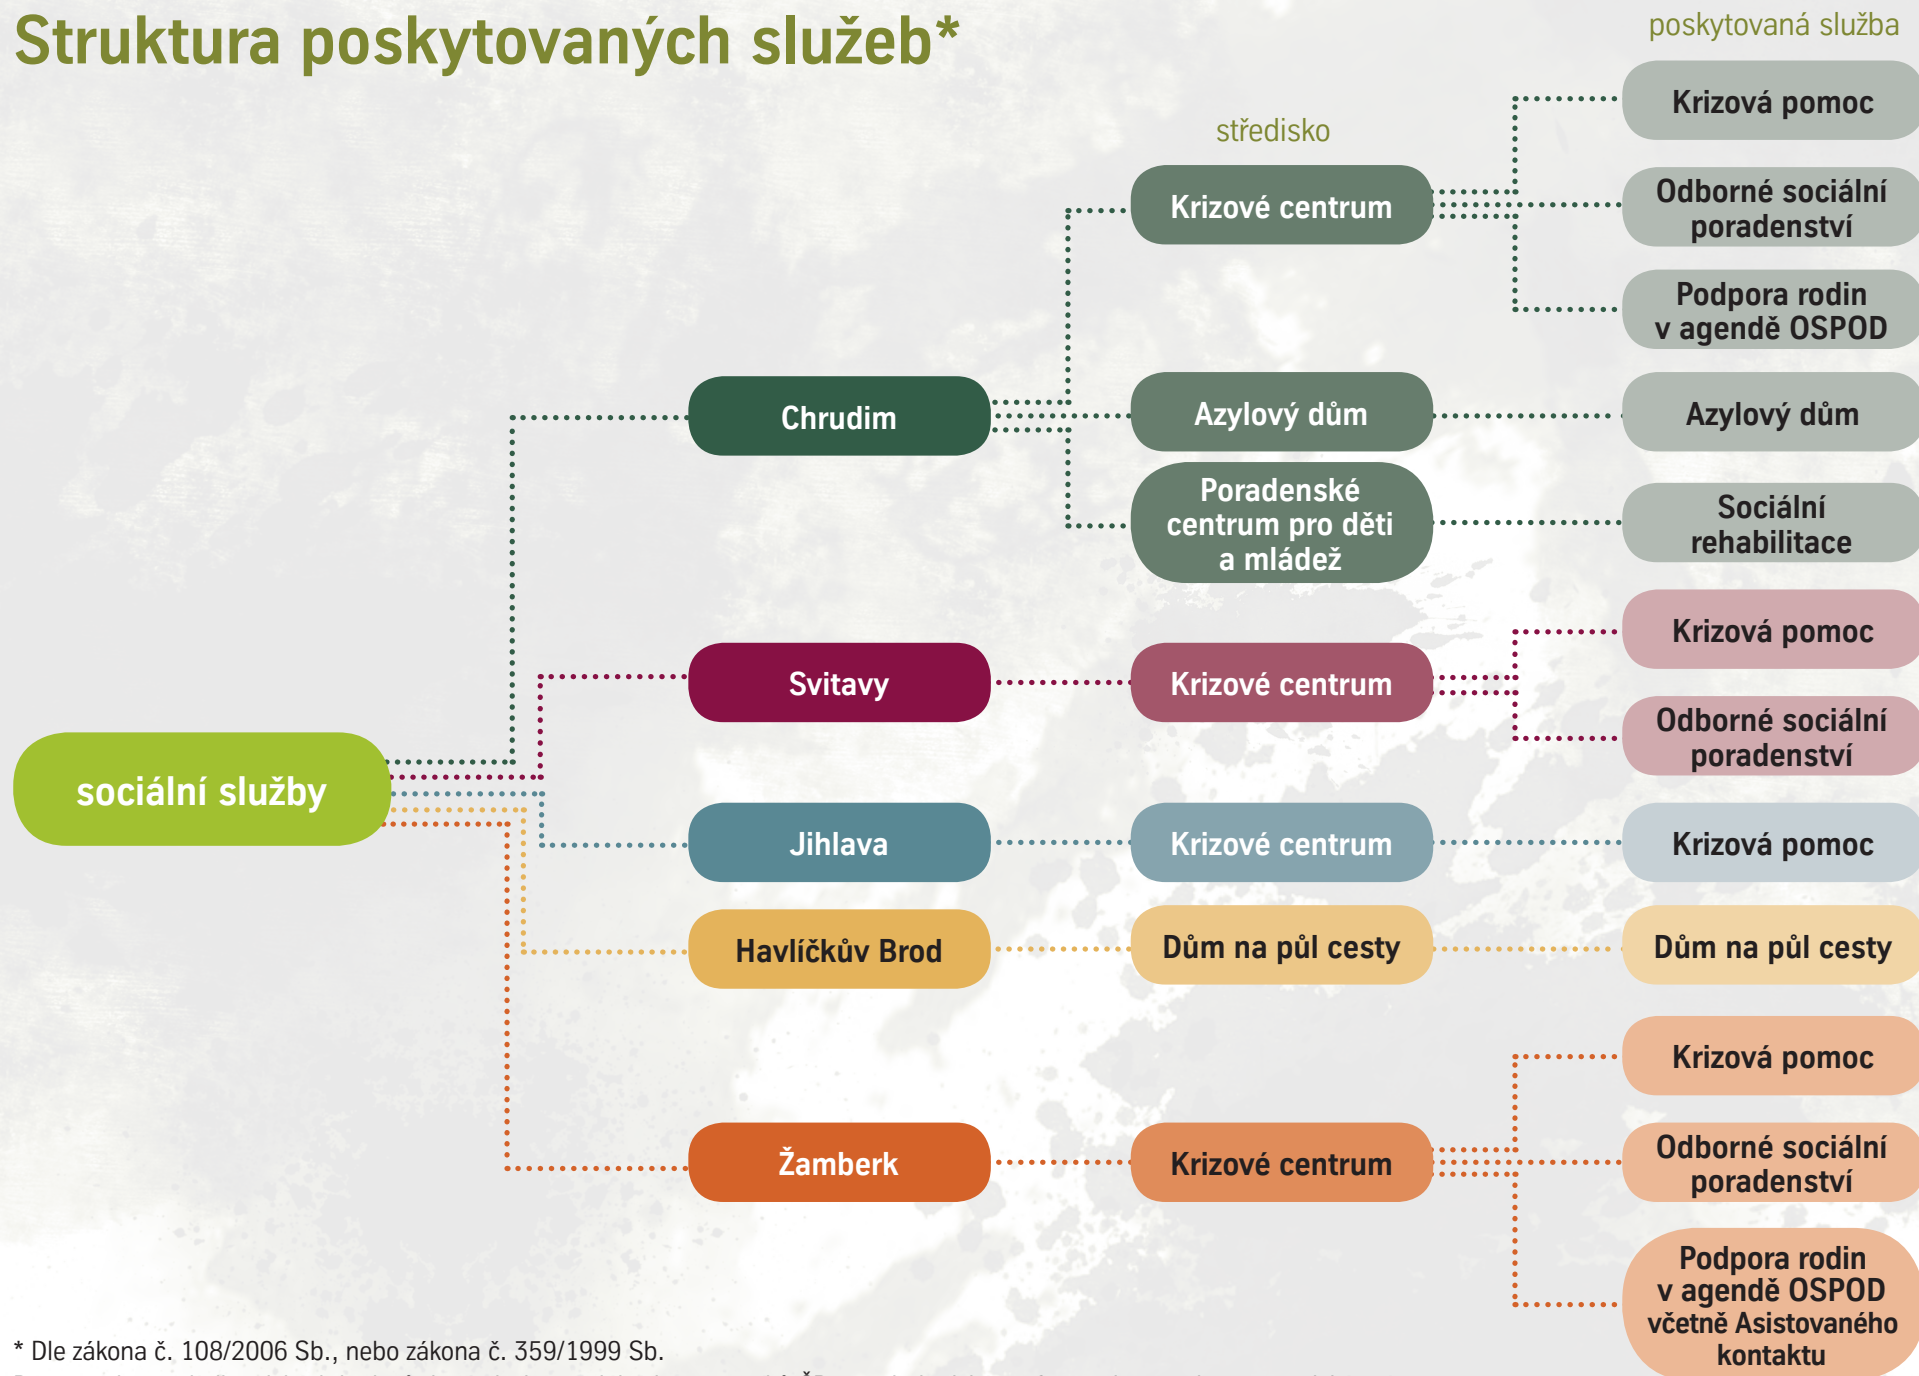 Struktura poskytovaných služeb*
poskytovaná služba
středisko
Krizová pomoc
Krizové centrum
Odborné sociální
poradenství
Podpora rodin
v agendě OSPOD
Chrudim
Azylový dům
Azylový dům
Poradenské
centrum pro děti
a mládež
Sociální
rehabilitace
Svitavy
Krizové centrum
Krizová pomoc
Odborné sociální
poradenství
sociální služby
Jihlava
Krizové centrum
Krizová pomoc
Havlíčkův Brod
Dům na půl cesty
Dům na půl cesty
Žamberk
Krizové centrum
Krizová pomoc
Odborné sociální
poradenství
Podpora rodin
v agendě OSPOD
včetně Asistovaného
kontaktu
* Dle zákona č. 108/2006 Sb., nebo zákona č. 359/1999 Sb.